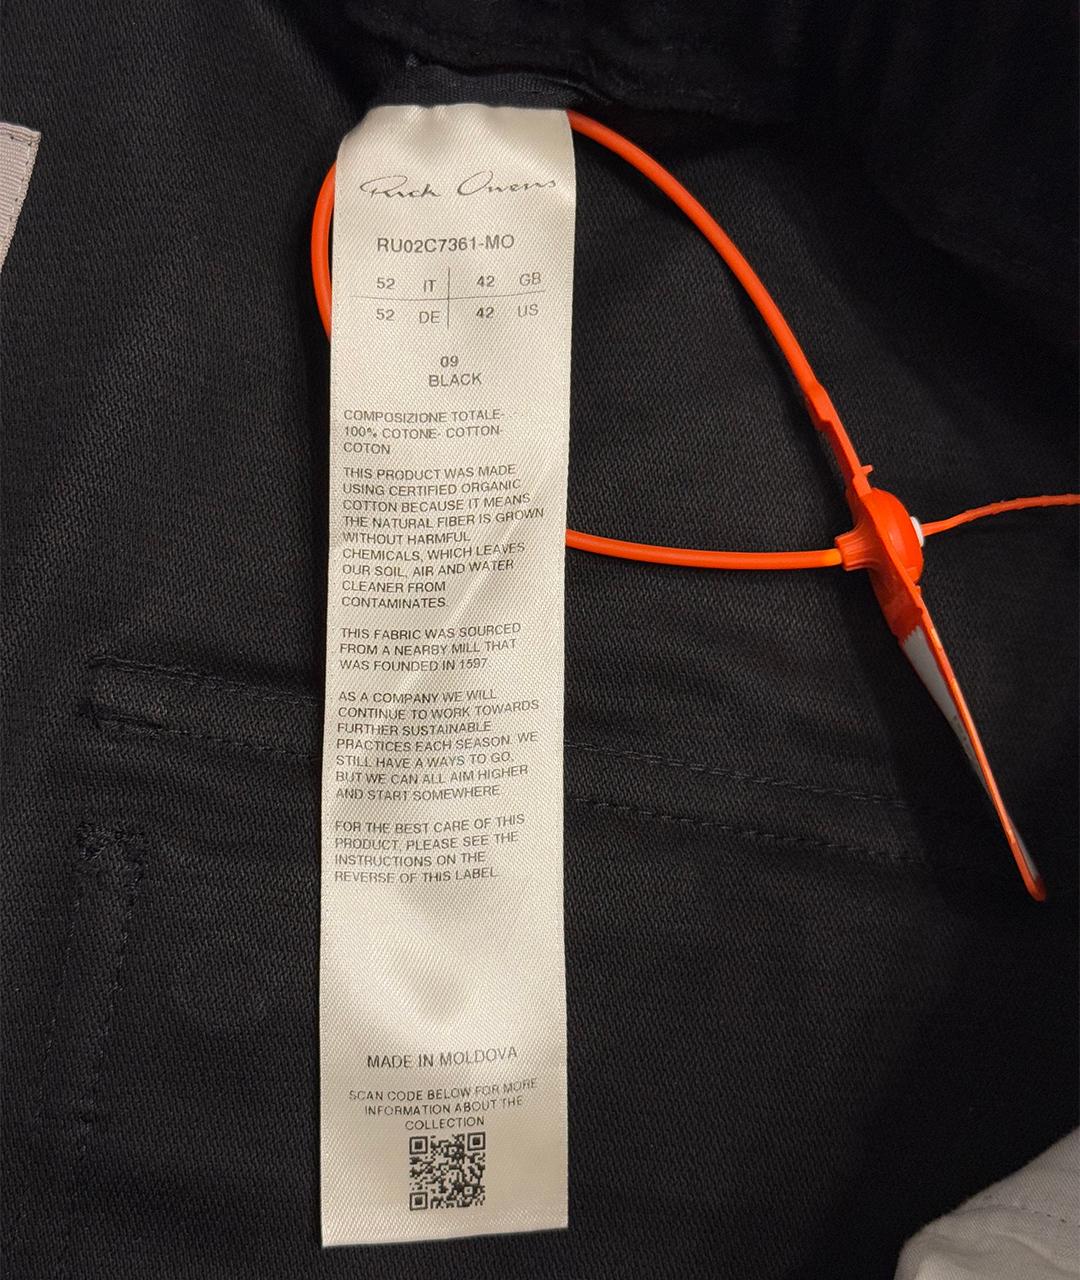 Rick Owens
RU02C7361-MO
52 IT 42 GB
52 DE 42 US
09
BLACK
COMPOSIZIONE TOTALE- .-
100% COTONE- COTTON-
COTON
THIS PRODUCT WAS MADE
USING CERTIFIED ORGANIC
COTTON BECAUSE IT MEANS
THE NATURAL FIBER IS GROWN
WITHOUT HARMFUL
CHEMICALS, WHICH LEAVES
OUR SOIL, AIR AND WATER
CLEANER FROM
CONTAMINATES.
THIS FABRIC WAS SOURCED
FROM A NEARBY MILL THAT
WAS FOUNDED IN 1597
AS A COMPANY WE WILL
CONTINUE TO WORK TOWARDS
FURTHER SUSTAINABLE
PRACTICES EACH SEASON. WE
STILL HAVE A WAYS TO GO,
BUT WE CAN ALL AIM HIGHER
AND START SOMEWHERE
FOR THE BEST CARE OF THIS
PRODUCT, PLEASE SEE THE
INSTRUCTIONS ON THE
REVERSE OF THIS LABEL.
MADE IN MOLDOVA
SCAN CODE BELOW FOR MORE
INFORMATION ABOUT THE
COLLECTION